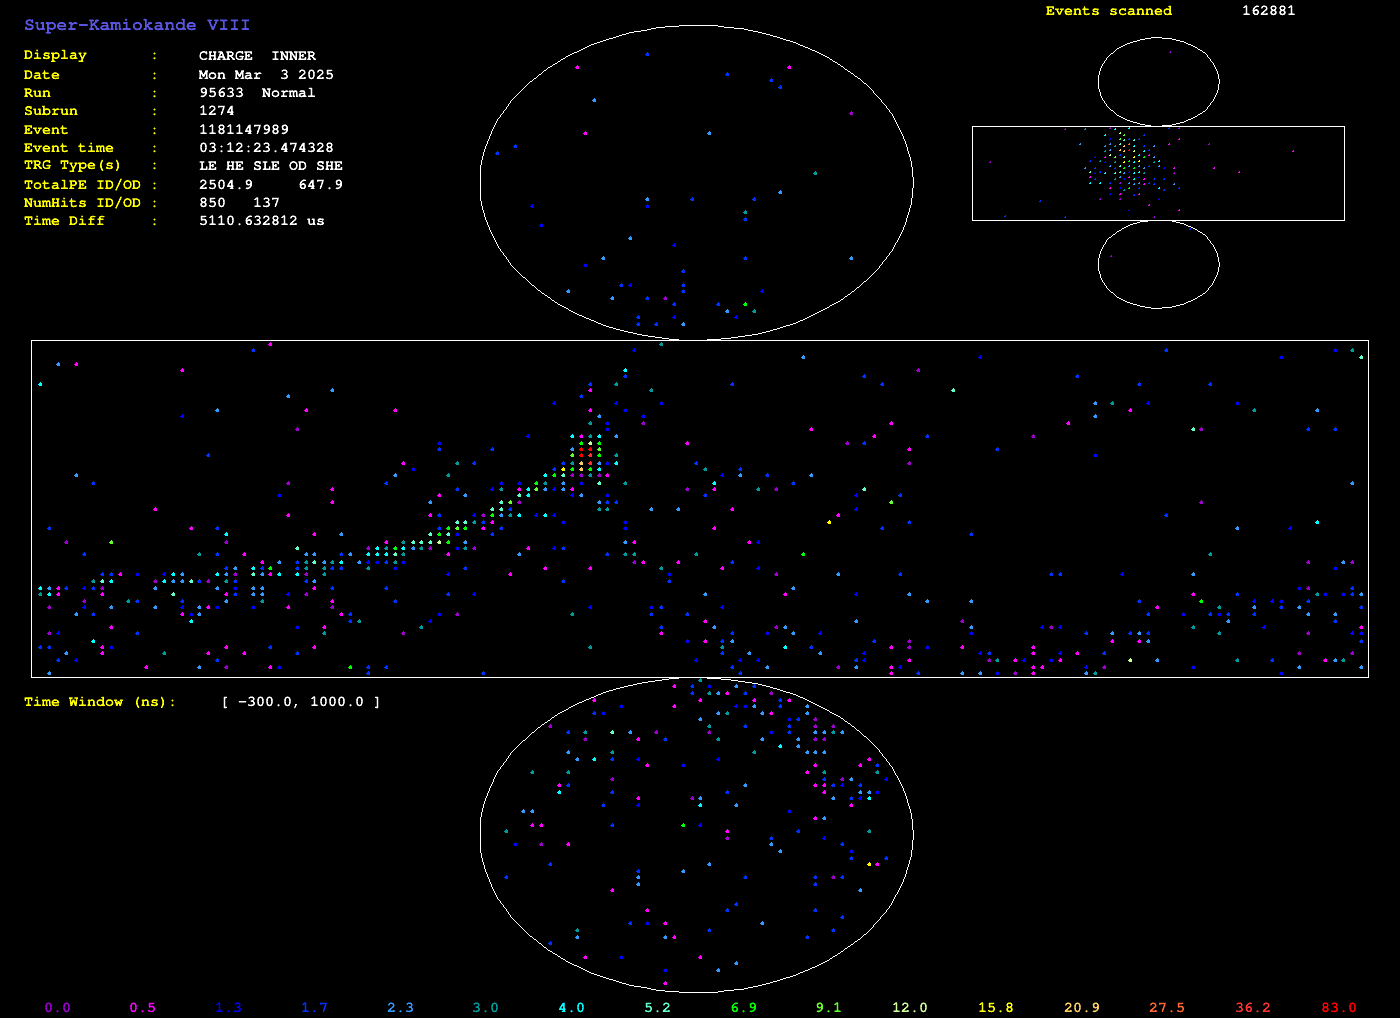 Super-Kamiokande VIII
Events scanned 162881
Display : CHARGE INNER
Date : Mon Mar 3 2025
Run : 95633 Normal
Subrun : 1274
Event : 1181147989
Event time : 03:12:23.474328
TRG Type(s) : LE HE SLE OD SHE
TotalPE ID/OD : 2504.9 647.9
NumHits ID/OD : 850 137
Time Diff : 5110.632812 us
Time Window (ns): [ -300.0, 1000.0 ]
0.0 0.5 1.3 1.7 2.3 3.0 4.0 5.2 6.9 9.1 12.0 15.8 20.9 27.5 36.2 83.0